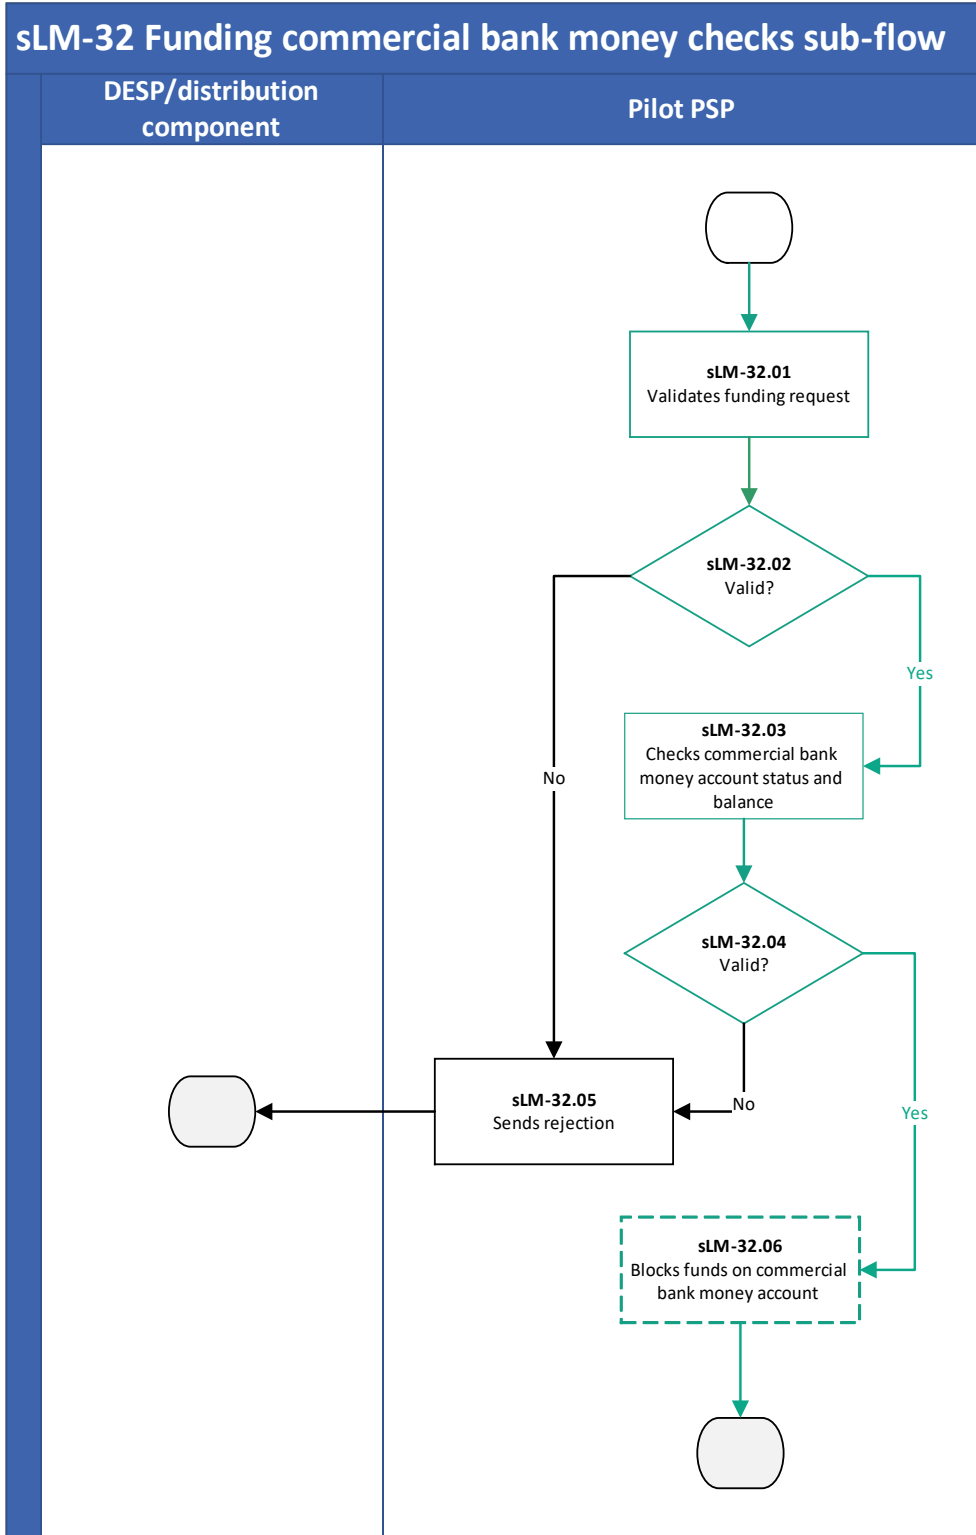 sLM-32 Funding commercial bank money checks sub-flow
DESP/distribution
component
Pilot PSP
sLM-32.01
Validates funding request
sLM-32.02
Valid?
Yes
sLM-32.03
Checks commercial bank
money account status and
balance
No
sLM-32.04
Valid?
sLM-32.05
Sends rejection
No
Yes
sLM-32.06
Blocks funds on commercial
bank money account